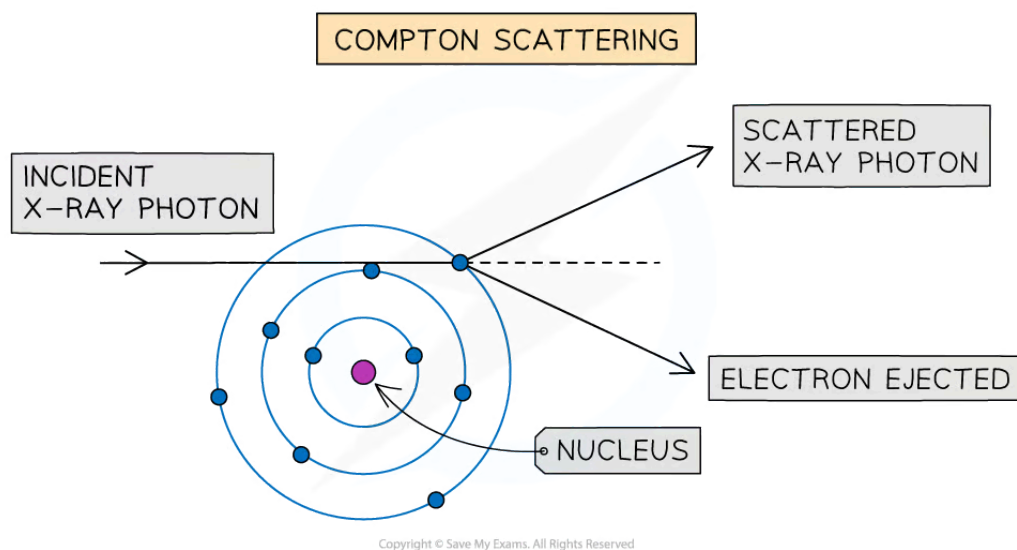 COMPTON SCATTERING
INCIDENT
X-RAY PHOTON
SCATTERED
X-RAY PHOTON
ELECTRON EJECTED
NUCLEUS
Copyright © Save My Exams. All Rights Reserved